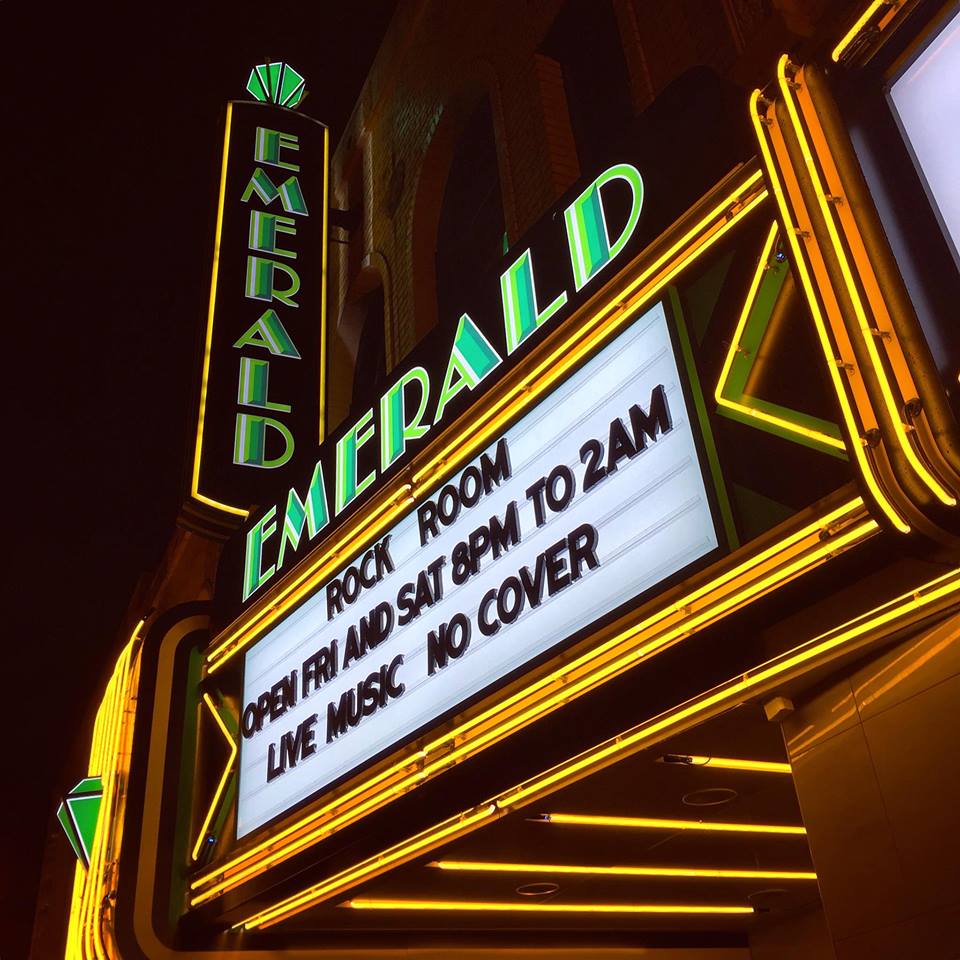 EMERALD
EMERALD
ROCK ROOM
OPEN FRI AND SAT 8PM TO 2AM
LIVE MUSIC NO COVER